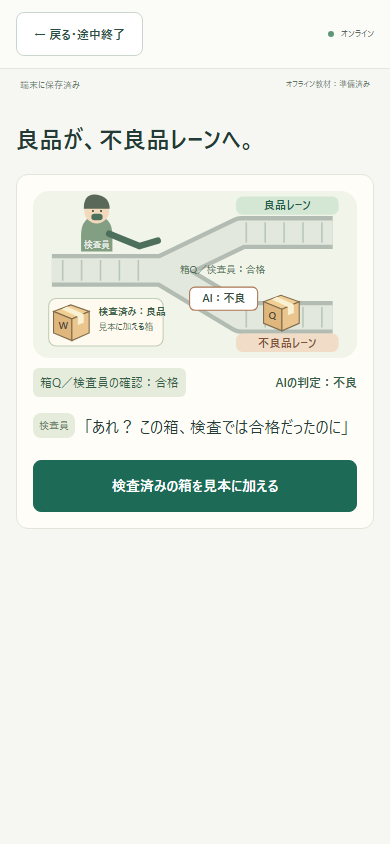 ← 戻る・途中終了
オンライン
端末に保存済み
オフライン教材：準備済み
良品が、不良品レーンへ。
良品レーン
検査員
箱Q／検査員：合格
AI：不良
W
検査済み：良品
見本に加える箱
Q
不良品レーン
箱Q／検査員の確認：合格
AIの判定：不良
検査員
「あれ？ この箱、検査では合格だったのに」
検査済みの箱を見本に加える